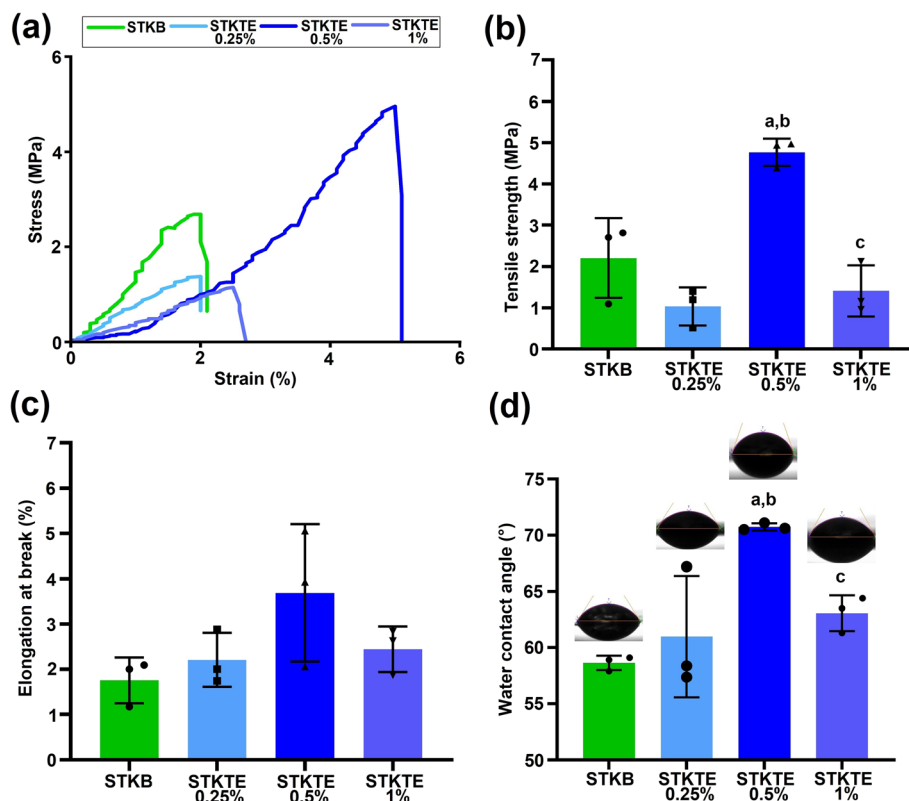 (a)
STKB STKTE STKTE STKTE
0.25% 0.5% 1%
6
4
2
0
Stress (MPa)
0 2 4 6
Strain (%)
(b)
7
6
5
4
3
2
1
0
Tensile strength (MPa)
a,b
c
STKB STKTE STKTE STKTE
0.25% 0.5% 1%
(c)
7
6
5
4
3
2
1
0
Elongation at break (%)
STKB STKTE STKTE STKTE
0.25% 0.5% 1%
(d)
75
70
65
60
55
50
Water contact angle (°)
a,b
c
STKB STKTE STKTE STKTE
0.25% 0.5% 1%